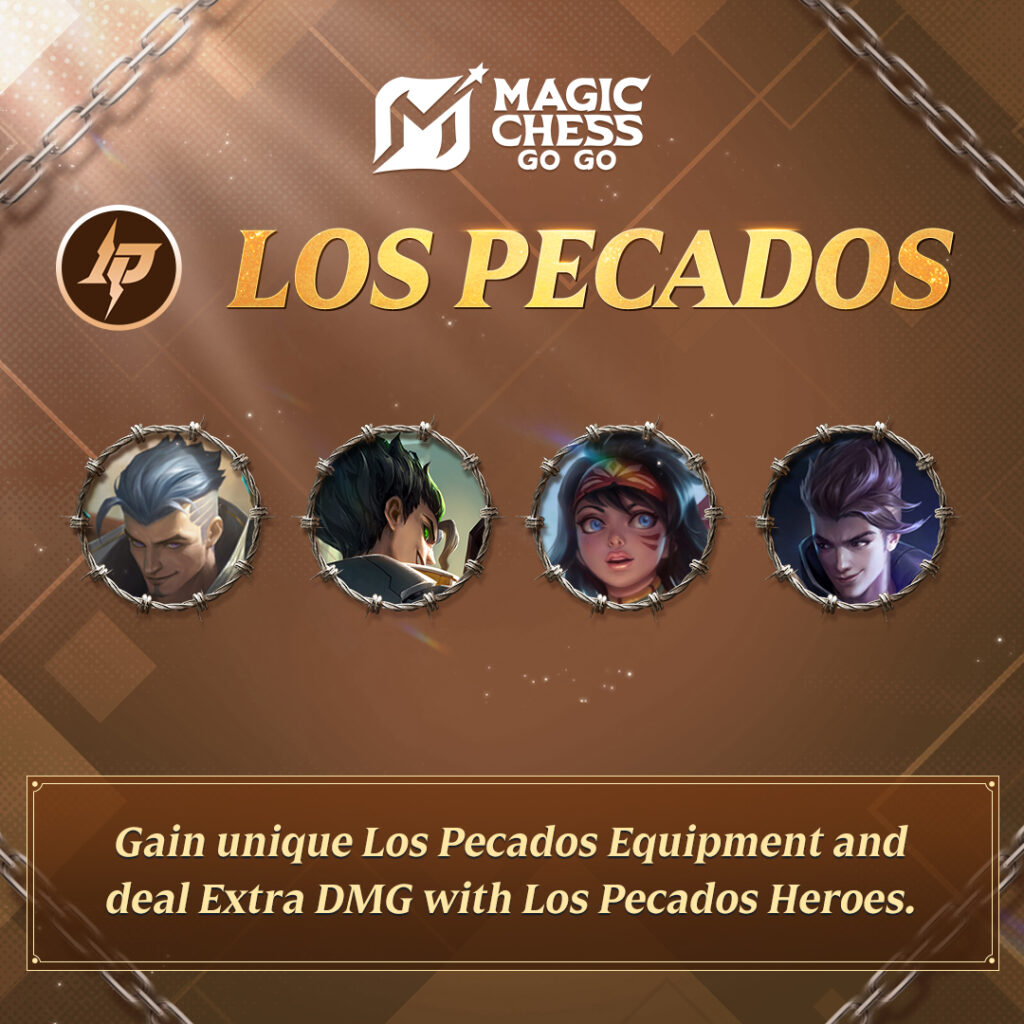 MAGIC
CHESS
GO GO
LP
LOS PECADOS
Gain unique Los Pecados Equipment and
deal Extra DMG with Los Pecados Heroes.